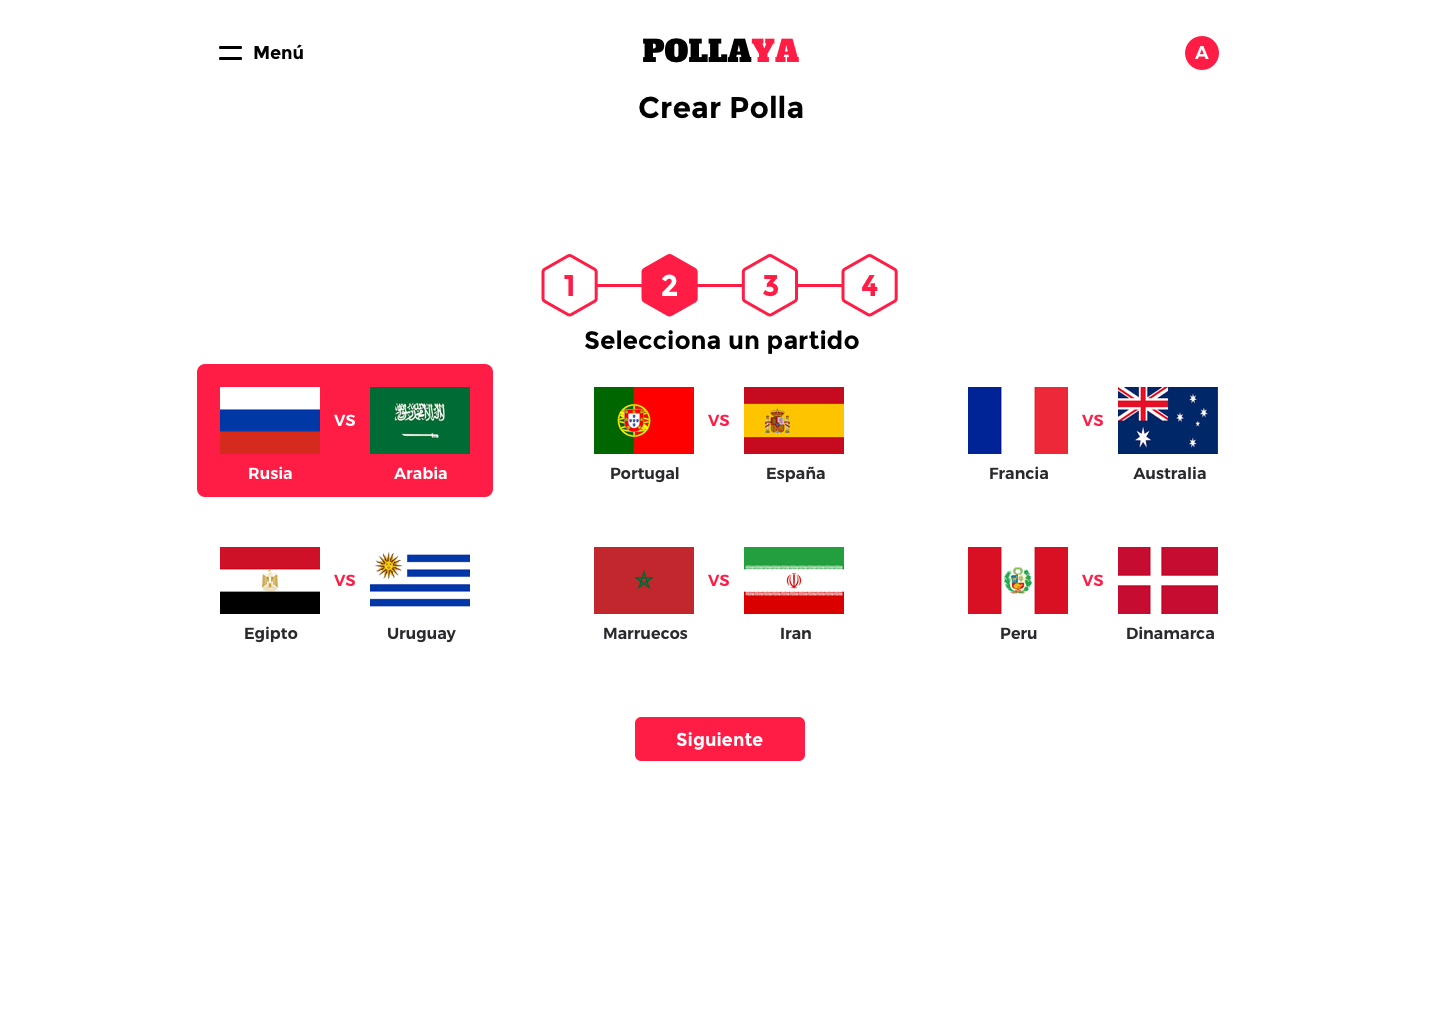 Menú
POLLAYA
A
Crear Polla
1 2 3 4
Selecciona un partido
VS
Rusia Arabia
VS
Portugal España
VS
Francia Australia
VS
Egipto Uruguay
VS
Marruecos Iran
VS
Peru Dinamarca
Siguiente